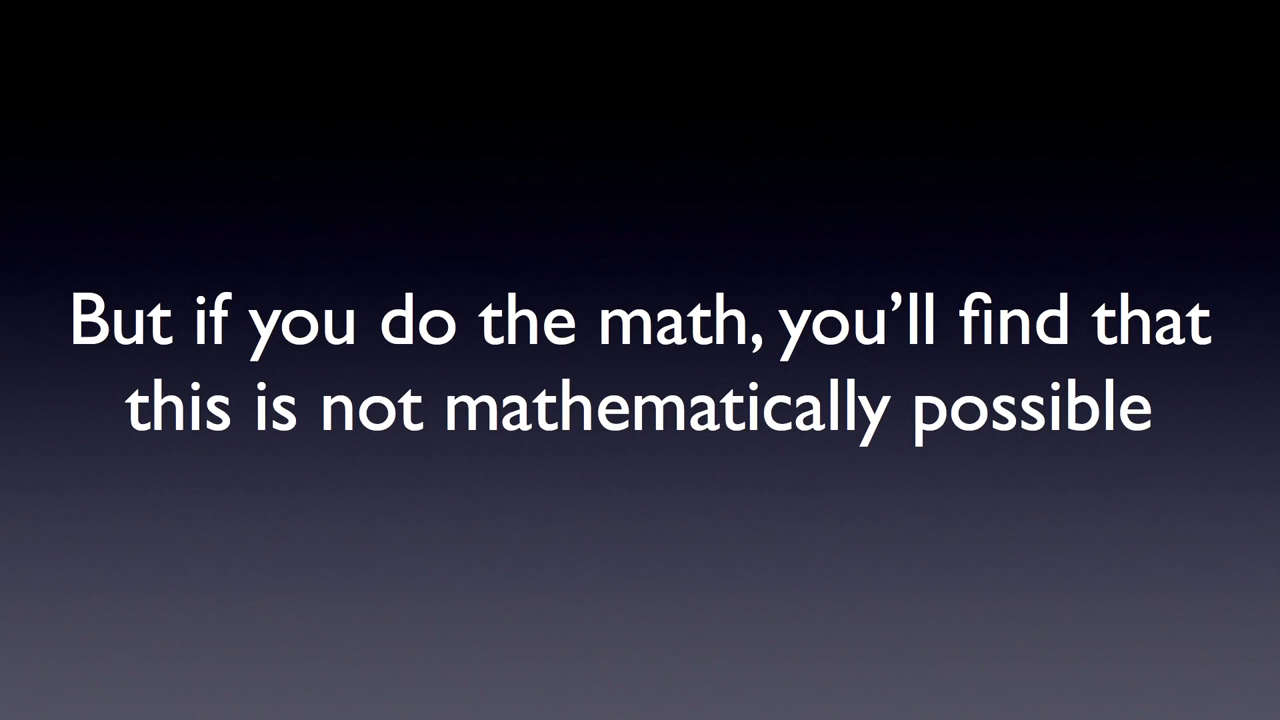 But if you do the math, you’ll find that
this is not mathematically possible